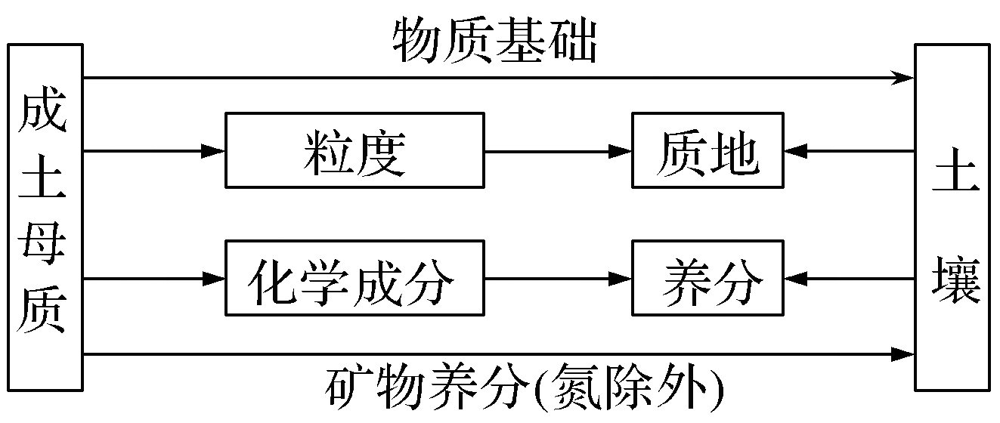 物质基础
成土母质
粒度
质地
土壤
化学成分
养分
矿物养分(氮除外)